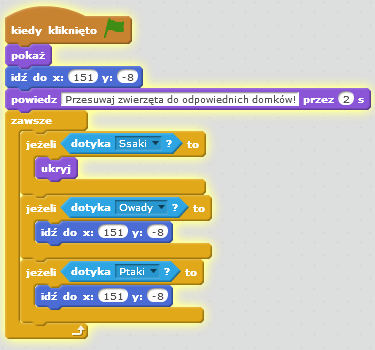 kiedy kliknięto
pokaż
idź do x: 151 y: -8
powiedz Przesuwaj zwierzęta do odpowiednich domków! przez 2 s
zawsze
jeżeli dotyka Ssaki ? to
ukryj
jeżeli dotyka Owady ? to
idź do x: 151 y: -8
jeżeli dotyka Ptaki ? to
idź do x: 151 y: -8